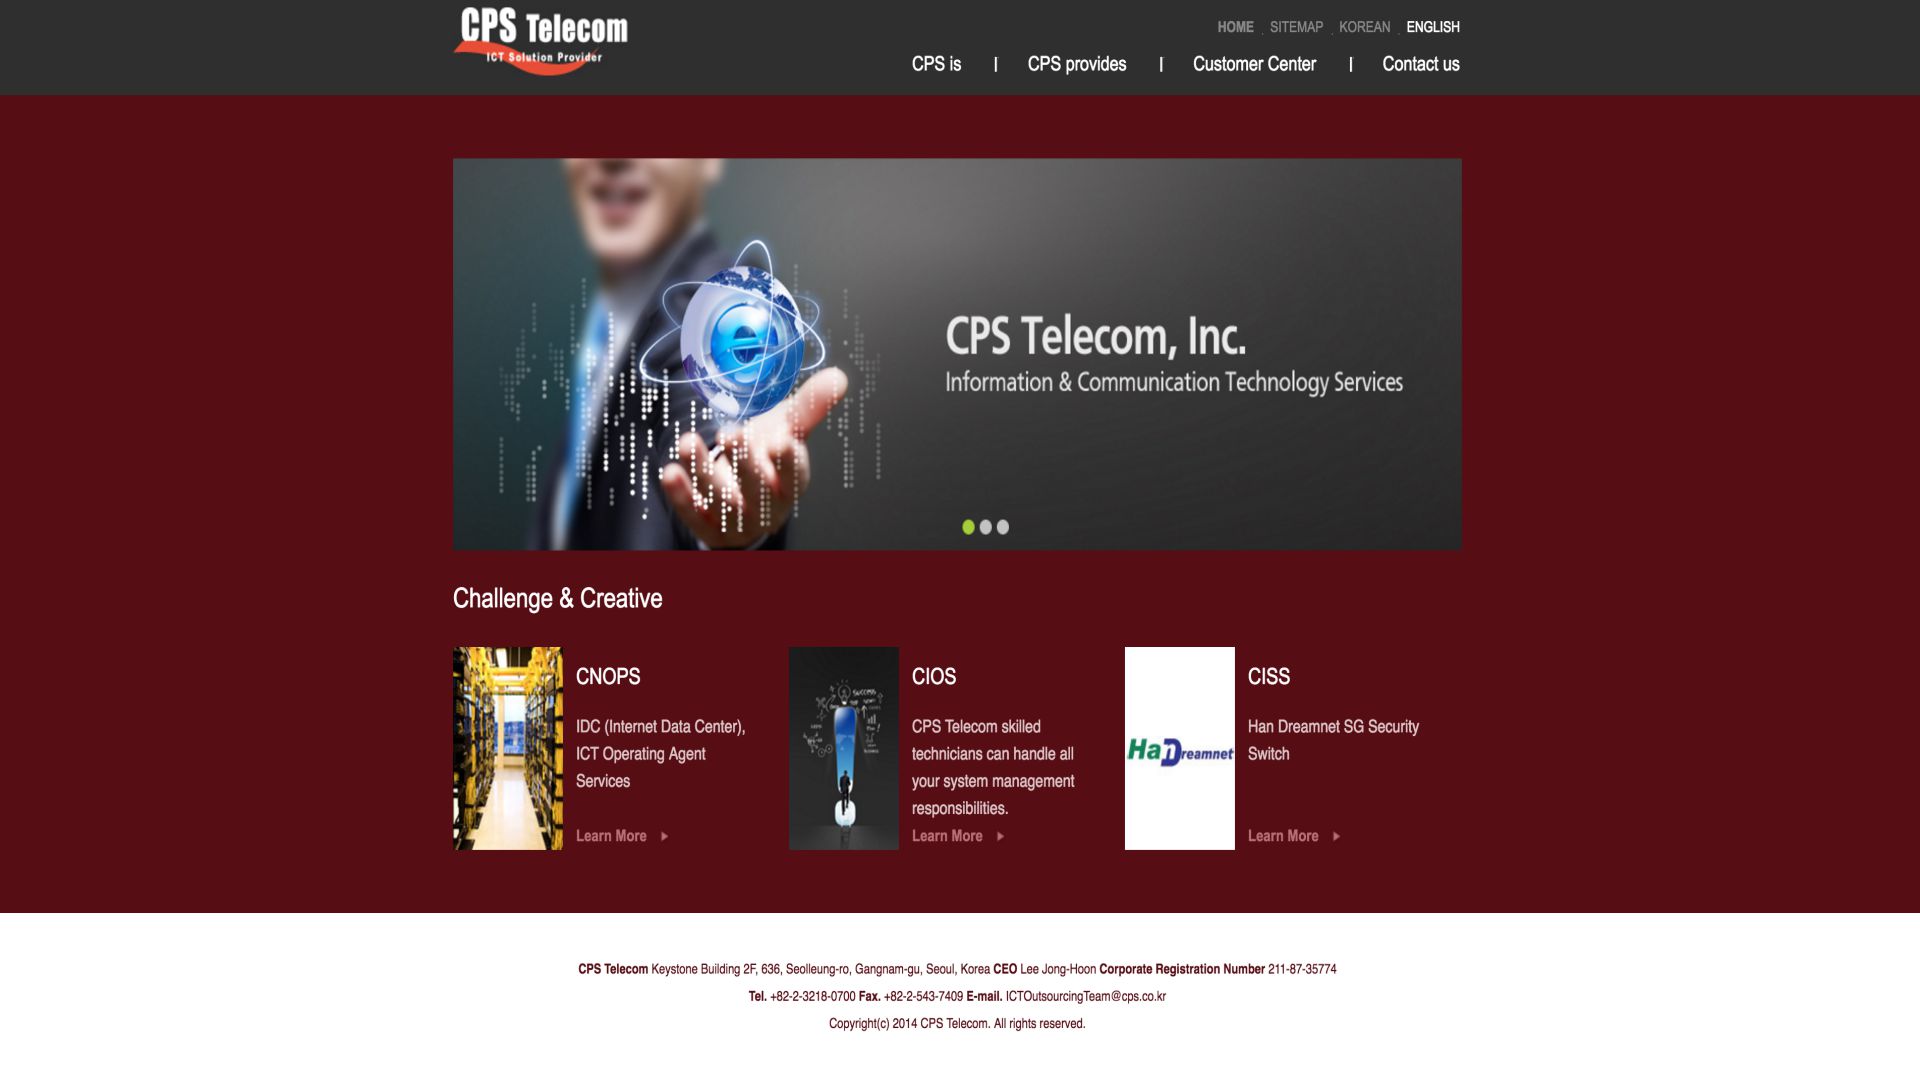 CPS Telecom
ICT Solution Provider
HOME . SITEMAP . KOREAN . ENGLISH
CPS is | CPS provides | Customer Center | Contact us
CPS Telecom, Inc.
Information & Communication Technology Services
Challenge & Creative
CNOPS
IDC (Internet Data Center),
ICT Operating Agent
Services
Learn More
SUCCESS
CIOS
CPS Telecom skilled
technicians can handle all
your system management
responsibilities.
Learn More
HanDreamnet
CISS
Han Dreamnet SG Security
Switch
Learn More
CPS Telecom Keystone Building 2F, 636, Seolleung-ro, Gangnam-gu, Seoul, Korea CEO Lee Jong-Hoon Corporate Registration Number 211-87-35774
Tel. +82-2-3218-0700 Fax. +82-2-543-7409 E-mail. ICTOutsourcingTeam@cps.co.kr
Copyright(c) 2014 CPS Telecom. All rights reserved.